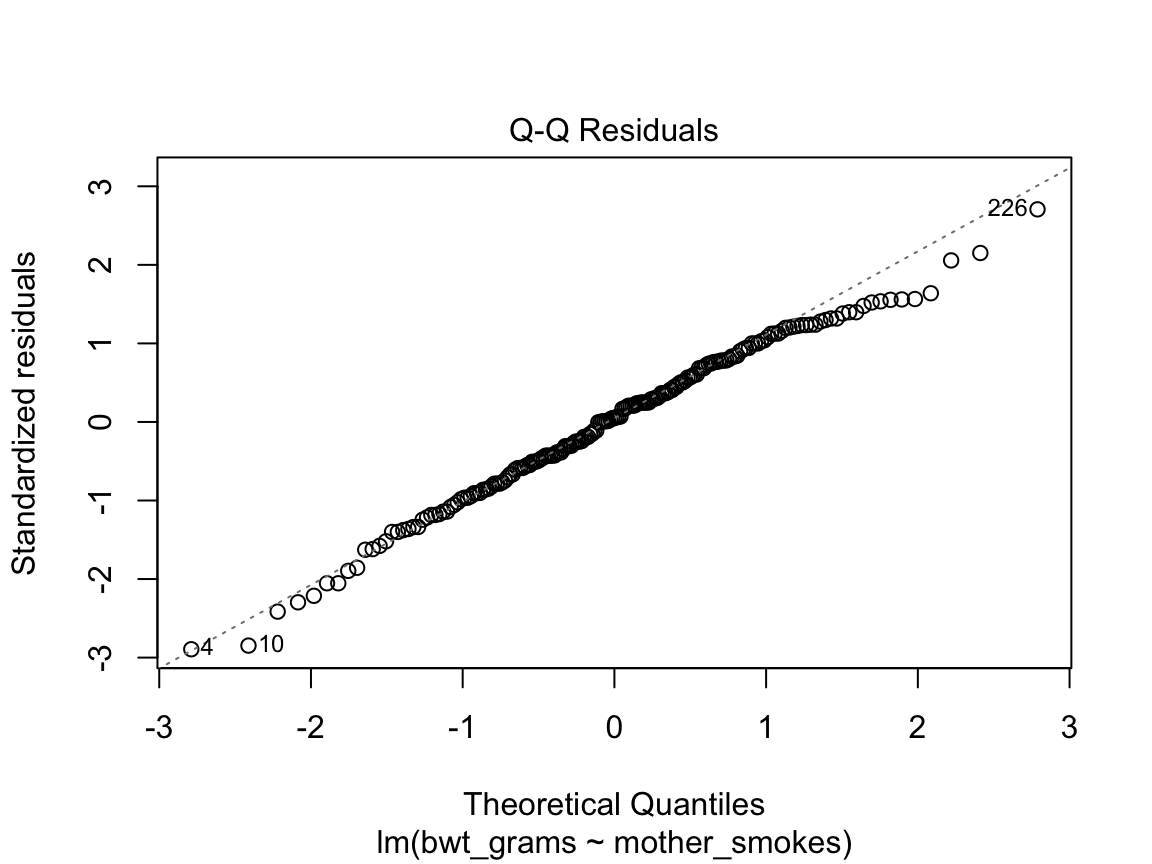 Q-Q Residuals
Standardized residuals
3
2
1
0
-1
-2
-3
226
4
10
-3 -2 -1 0 1 2 3
Theoretical Quantiles
lm(bwt_grams ~ mother_smokes)